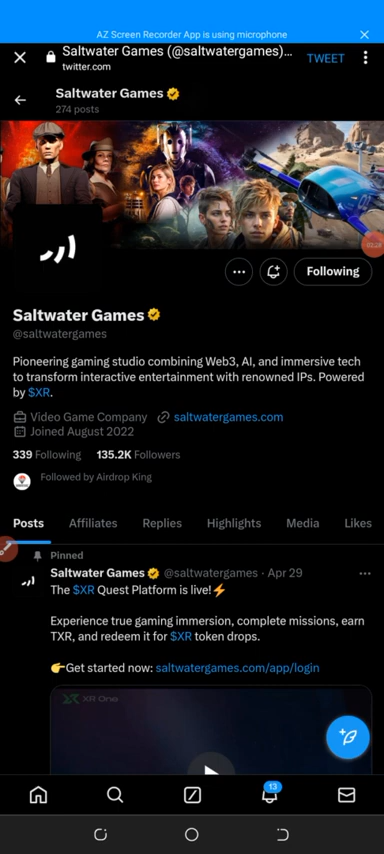 AZ Screen Recorder App is using microphone
Saltwater Games (@saltwatergames)...
twitter.com
TWEET
Saltwater Games
274 posts
Following
Saltwater Games
@saltwatergames
Pioneering gaming studio combining Web3, AI, and immersive tech
to transform interactive entertainment with renowned IPs. Powered
by $XR.
Video Game Company saltwatergames.com
Joined August 2022
339 Following 135.2K Followers
Followed by Airdrop King
Posts Affiliates Replies Highlights Media Likes
Pinned
Saltwater Games @saltwatergames · Apr 29
The $XR Quest Platform is live!⚡
Experience true gaming immersion, complete missions, earn
TXR, and redeem it for $XR token drops.
👉Get started now: saltwatergames.com/app/login
XR One
13